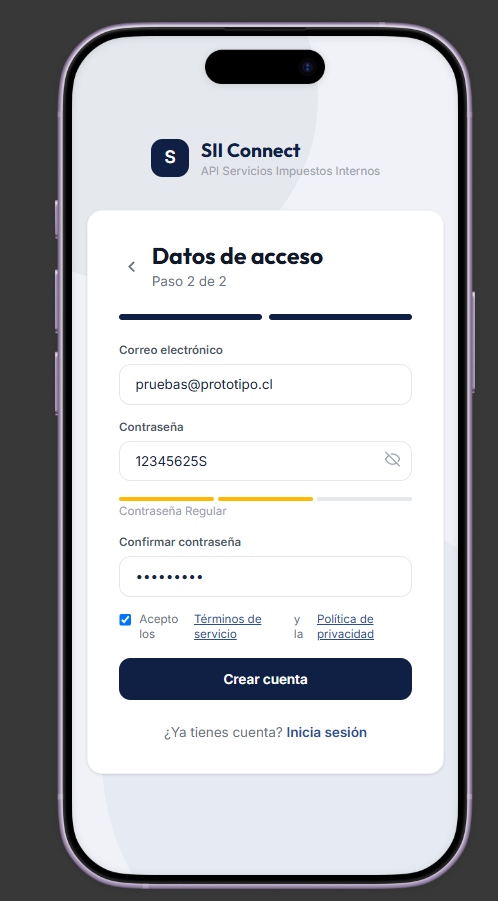 S
SII Connect
API Servicios Impuestos Internos
Datos de acceso
Paso 2 de 2
Correo electrónico
pruebas@prototipo.cl
Contraseña
12345625S
Contraseña Regular
Confirmar contraseña
•••••••••
Acepto los Términos de servicio y la Política de privacidad
Crear cuenta
¿Ya tienes cuenta? Inicia sesión